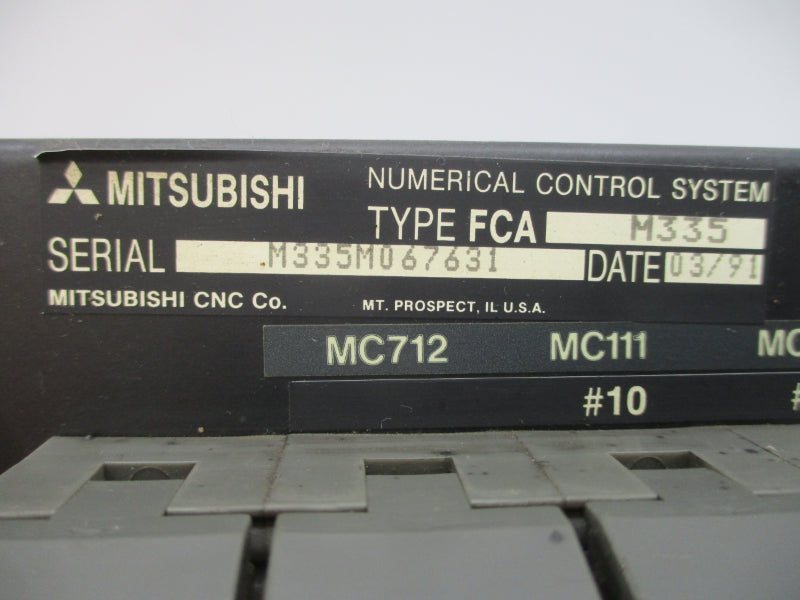 MITSUBISHI NUMERICAL CONTROL SYSTEM
TYPE FCA M335
SERIAL M335M067631 DATE 03/91
MITSUBISHI CNC Co. MT. PROSPECT, IL U.S.A.
MC712 MC111 MC
#10 #